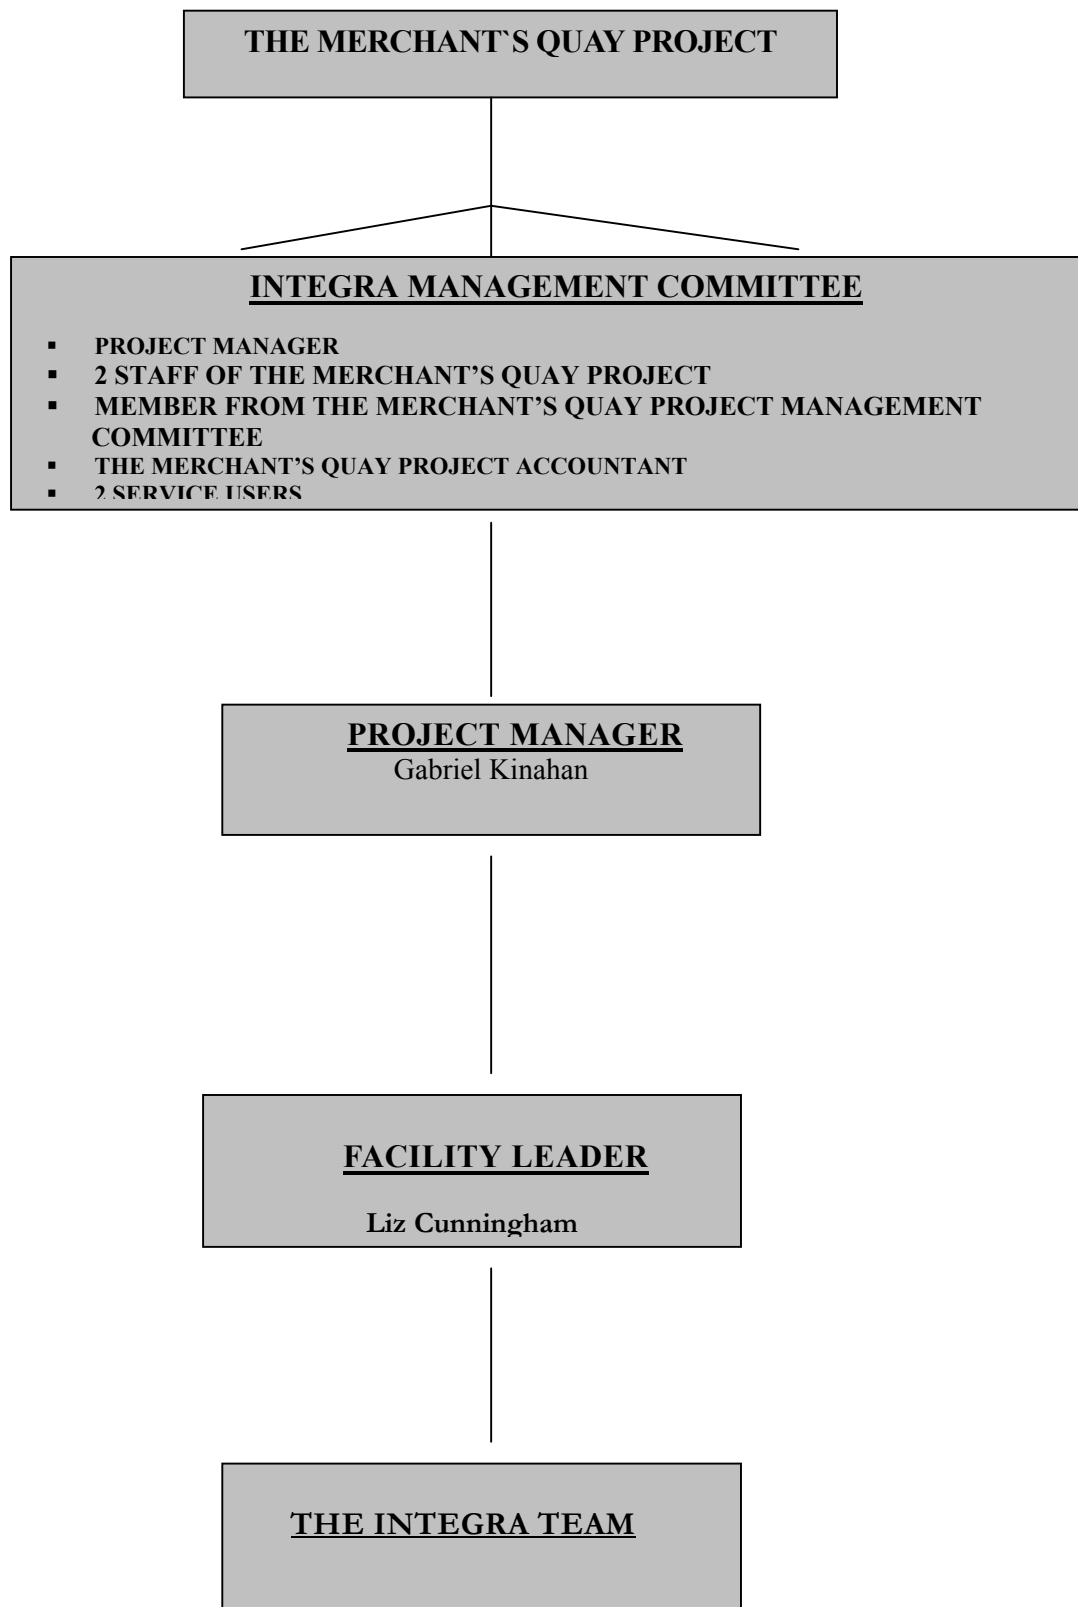 THE MERCHANT`S QUAY PROJECT
INTEGRA MANAGEMENT COMMITTEE
▪ PROJECT MANAGER
▪ 2 STAFF OF THE MERCHANT’S QUAY PROJECT
▪ MEMBER FROM THE MERCHANT’S QUAY PROJECT MANAGEMENT
COMMITTEE
▪ THE MERCHANT’S QUAY PROJECT ACCOUNTANT
▪ 2 SERVICE USERS
PROJECT MANAGER
Gabriel Kinahan
FACILITY LEADER
Liz Cunningham
THE INTEGRA TEAM